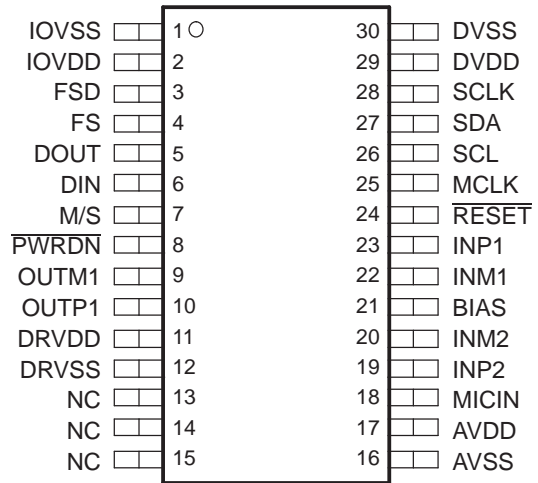 IOVSS 1 30 DVSS
IOVDD 2 29 DVDD
FSD 3 28 SCLK
FS 4 27 SDA
DOUT 5 26 SCL
DIN 6 25 MCLK
M/S 7 24 RESET
PWRDN 8 23 INP1
OUTM1 9 22 INM1
OUTP1 10 21 BIAS
DRVDD 11 20 INM2
DRVSS 12 19 INP2
NC 13 18 MICIN
NC 14 17 AVDD
NC 15 16 AVSS